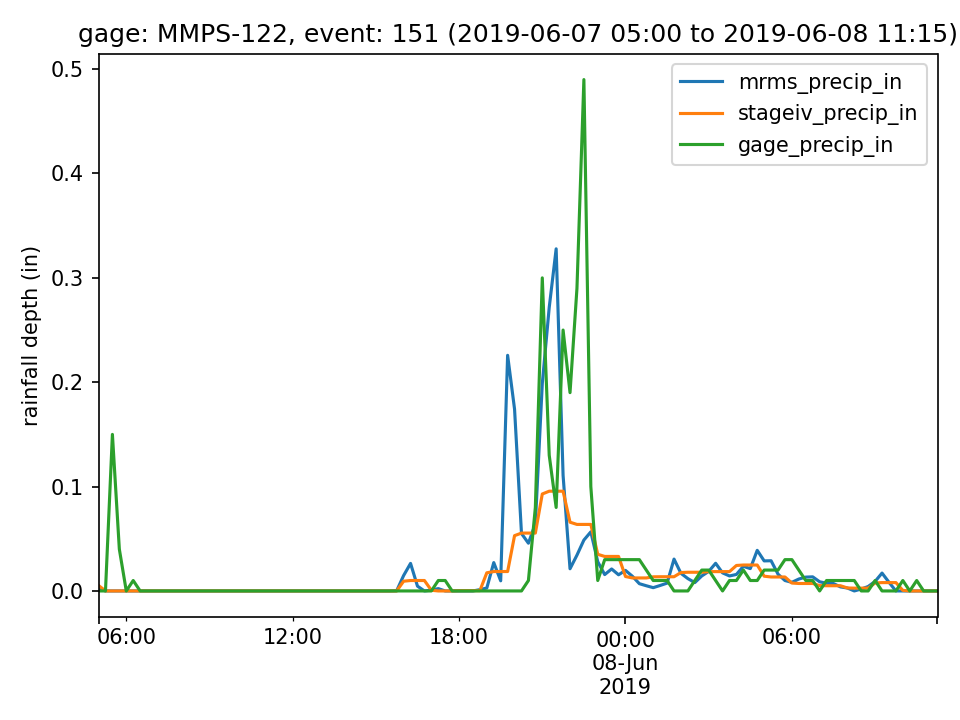 gage: MMPS-122, event: 151 (2019-06-07 05:00 to 2019-06-08 11:15)
mrms_precip_in
stageiv_precip_in
gage_precip_in
rainfall depth (in)
0.5
0.4
0.3
0.2
0.1
0.0
06:00 12:00 18:00 00:00 06:00
08-Jun
2019